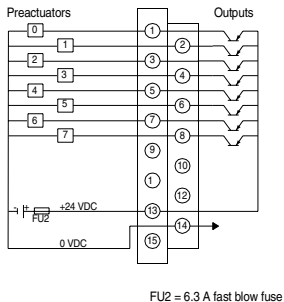 Preactuators Outputs
0 1
1 2
2 3
3 4
4 5
5 6
6 7
7 8
9
10
1
12
- + +24 VDC 13
FU2
14
0 VDC
15
FU2 = 6.3 A fast blow fuse